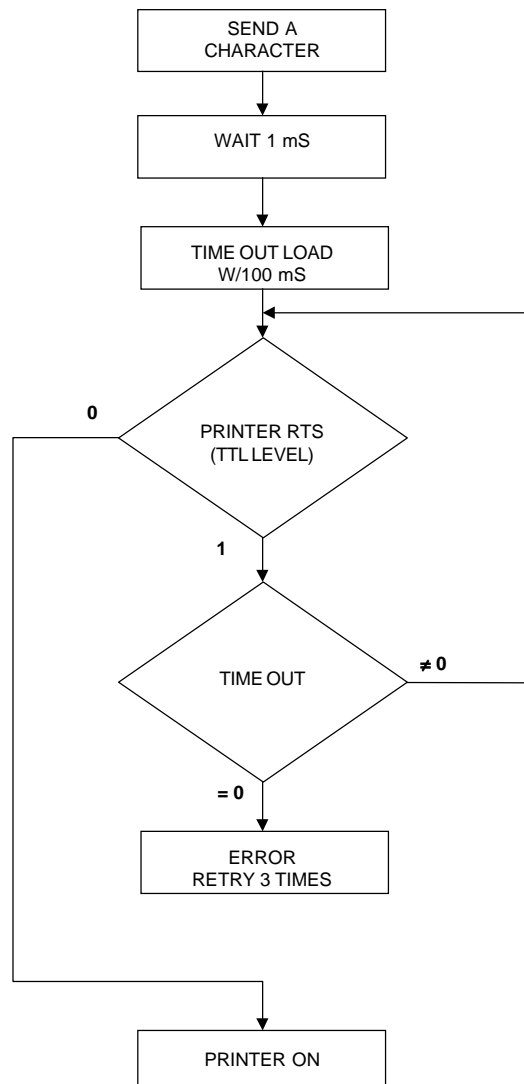 SEND A
CHARACTER
WAIT 1 mS
TIME OUT LOAD
W/100 mS
0
PRINTER RTS
(TTL LEVEL)
1
TIME OUT
≠ 0
= 0
ERROR
RETRY 3 TIMES
PRINTER ON